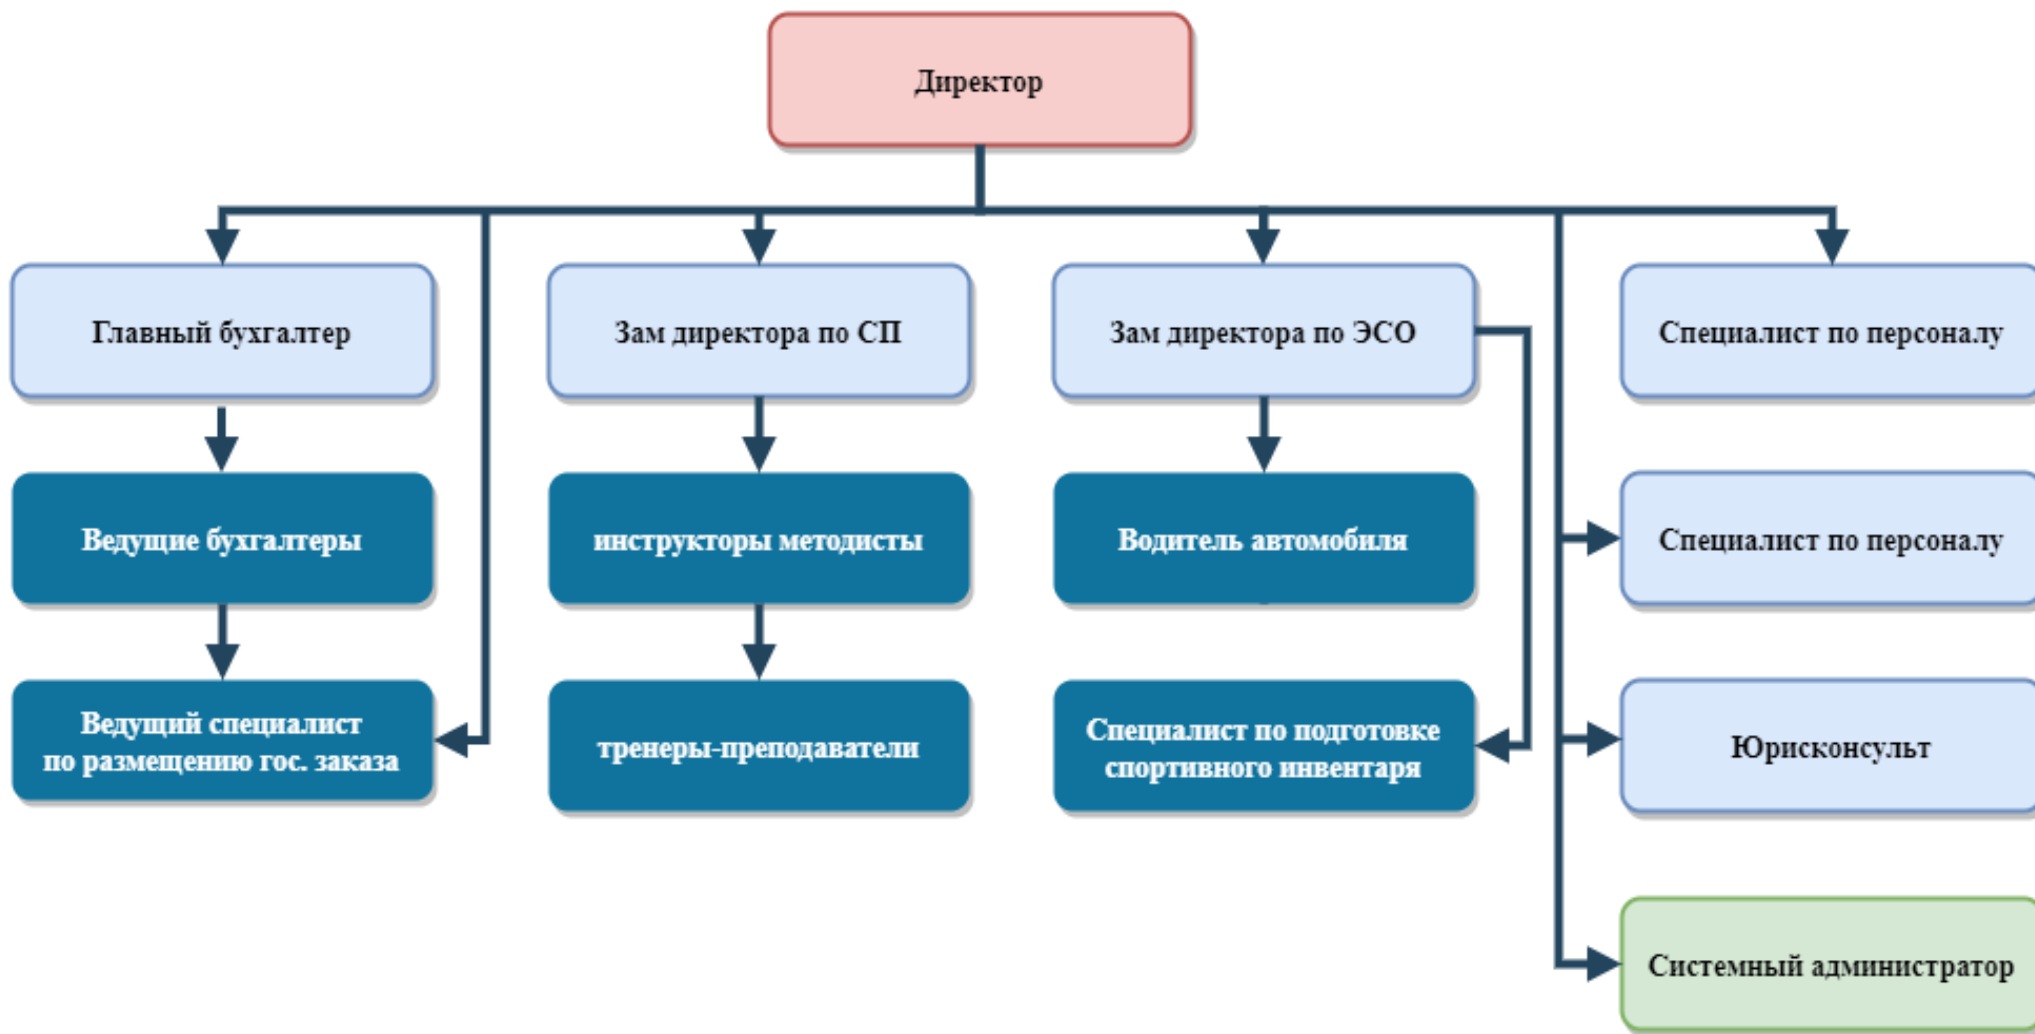 Директор
Главный бухгалтер
Зам директора по СП
Зам директора по ЭСО
Специалист по персоналу
Ведущие бухгалтеры
инструкторы методисты
Водитель автомобиля
Специалист по персоналу
Ведущий специалист
по размещению гос. заказа
тренеры-преподаватели
Специалист по подготовке
спортивного инвентаря
Юрисконсульт
Системный администратор